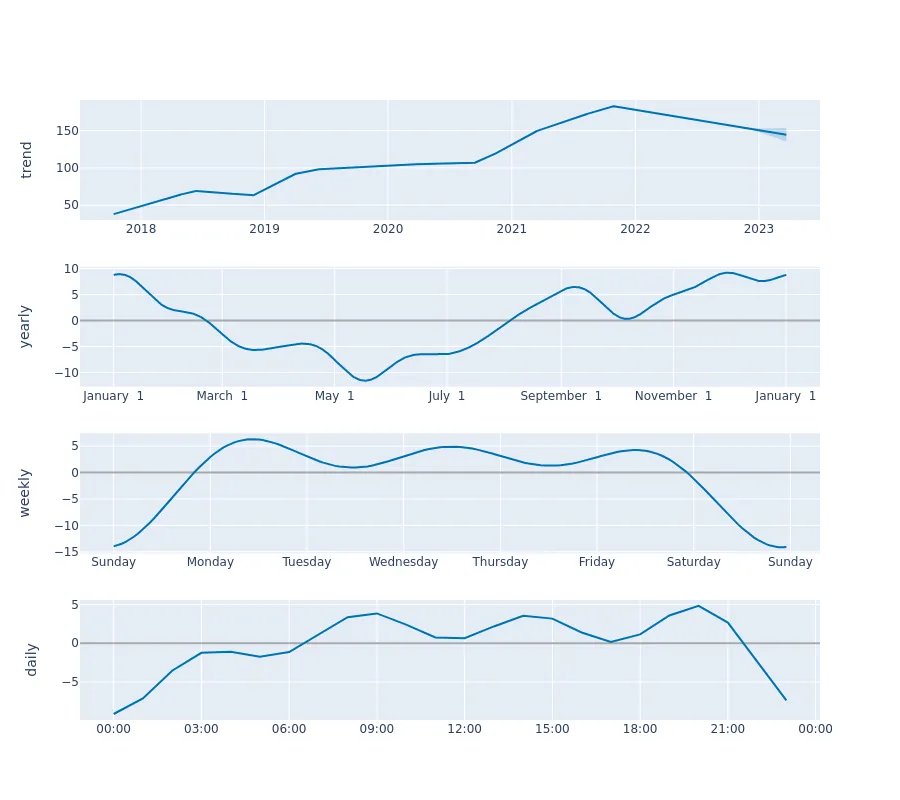 trend
150
100
50
2018 2019 2020 2021 2022 2023
yearly
10
5
0
−5
−10
January 1 March 1 May 1 July 1 September 1 November 1 January 1
weekly
5
0
−5
−10
−15
Sunday Monday Tuesday Wednesday Thursday Friday Saturday Sunday
daily
5
0
−5
00:00 03:00 06:00 09:00 12:00 15:00 18:00 21:00 00:00